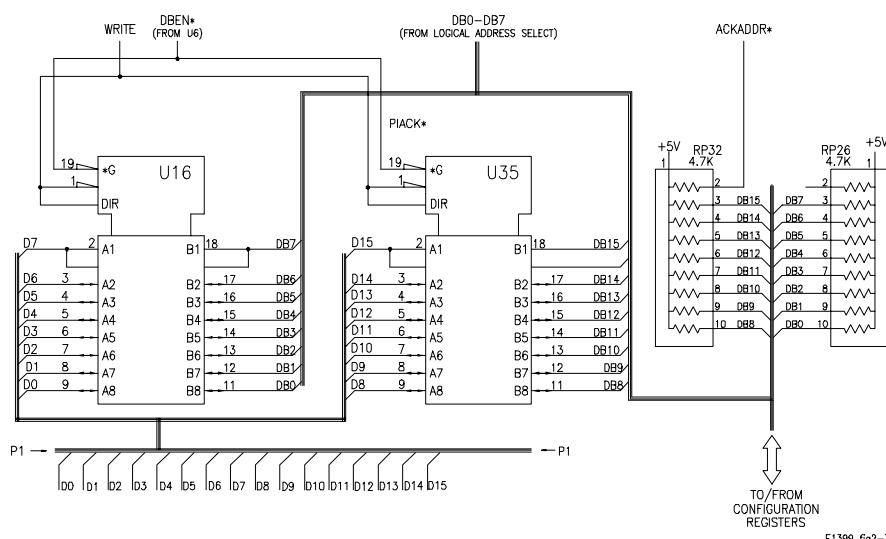 WRITE
DBEN*
(FROM U6)
DB0-DB7
(FROM LOGICAL ADDRESS SELECT)
ACKADDR*
PIACK*
19
*G
1
DIR
U16
19
*G
1
DIR
U35
+5V
RP32
1
4.7K
2
3 DB15
4 DB14
5 DB13
6 DB12
7 DB11
8 DB10
9 DB9
10 DB8
RP26
+5V
4.7K
1
2
DB7 3
DB6 4
DB5 5
DB4 6
DB3 7
DB2 8
DB1 9
DB0 10
D7 2 A1 B1 18 DB7
D6 3 A2 B2 17 DB6
D5 4 A3 B3 16 DB5
D4 5 A4 B4 15 DB4
D3 6 A5 B5 14 DB3
D2 7 A6 B6 13 DB2
D1 8 A7 B7 12 DB1
D0 9 A8 B8 11 DB0
D15 2 A1 B1 18 DB15
D14 3 A2 B2 17 DB14
D13 4 A3 B3 16 DB13
D12 5 A4 B4 15 DB12
D11 6 A5 B5 14 DB11
D10 7 A6 B6 13 DB10
D9 8 A7 B7 12 DB9
D8 9 A8 B8 11 DB8
P1
P1
D0 D1 D2 D3 D4 D5 D6 D7 D8 D9 D10 D11 D12 D13 D14 D15
TO/FROM
CONFIGURATION
REGISTERS